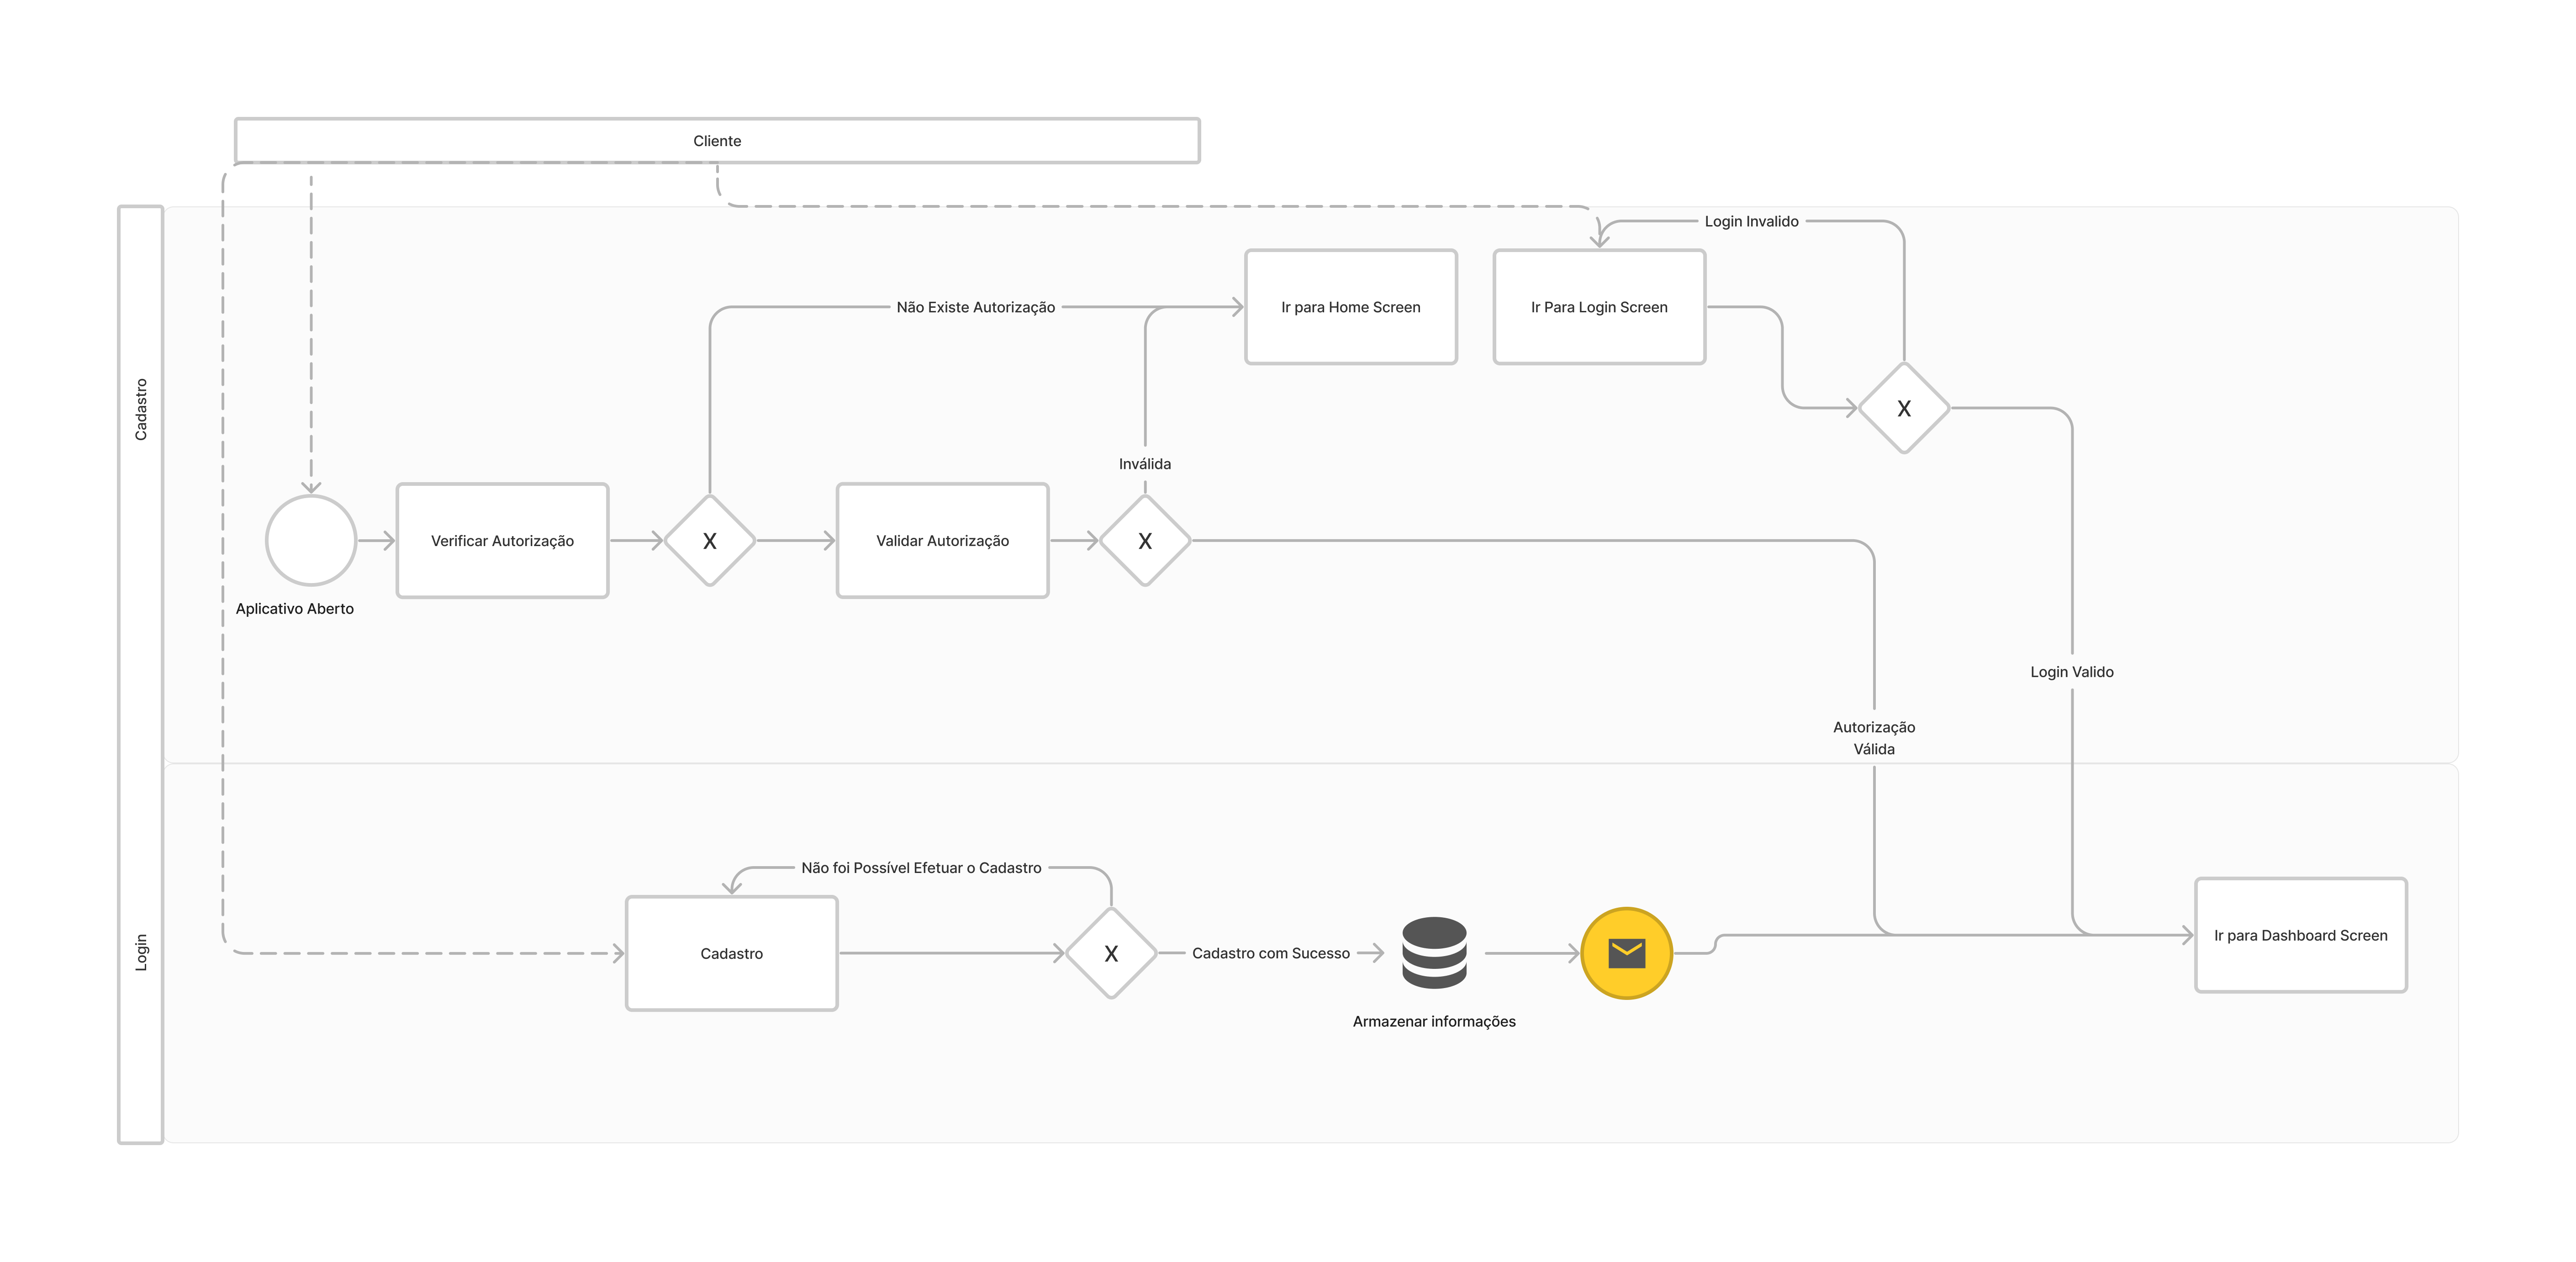 Cliente
Cadastro
Login Invalido
Não Existe Autorização
Ir para Home Screen
Ir Para Login Screen
X
Inválida
Aplicativo Aberto
Verificar Autorização
X
Validar Autorização
X
Login Valido
Autorização
Válida
Login
Não foi Possível Efetuar o Cadastro
Cadastro
X
Cadastro com Sucesso
Armazenar informações
Ir para Dashboard Screen